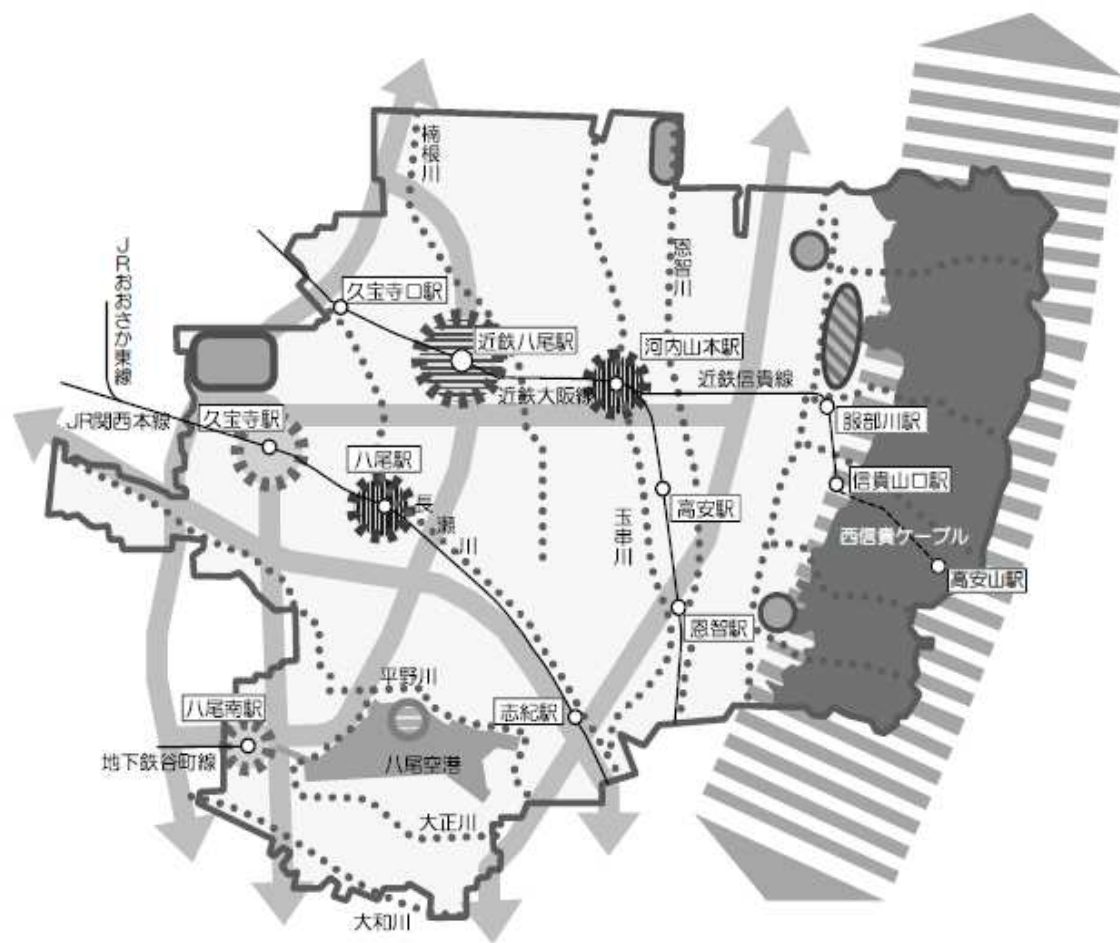 楠根川
恩智川
JRおおさか東線
久宝寺口駅
近鉄八尾駅
河内山本駅
近鉄信貴線
近鉄大阪線
JR関西本線
久宝寺駅
服部川駅
八尾駅
長瀬川
信貴山口駅
高安駅
玉串川
西信貴ケーブル
高安山駅
恩智駅
平野川
八尾南駅
志紀駅
地下鉄谷町線
八尾空港
大正川
大和川